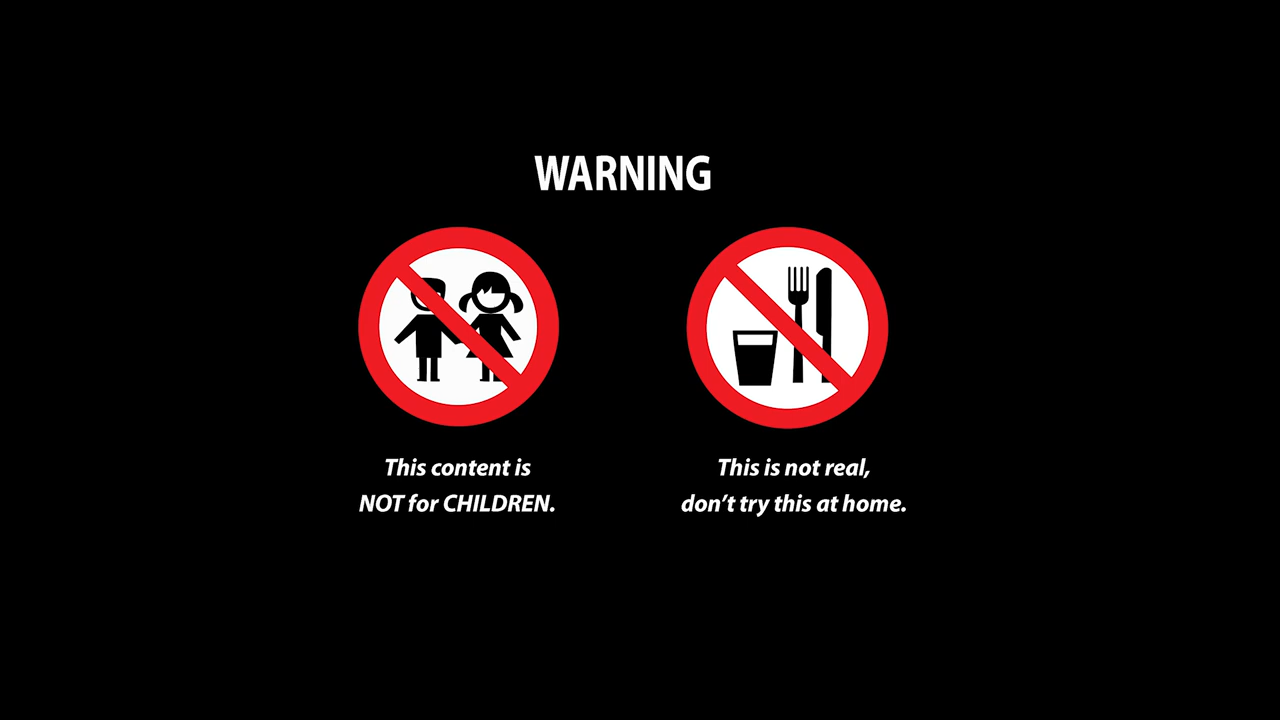 WARNING
This content is
NOT for CHILDREN.
This is not real,
don’t try this at home.